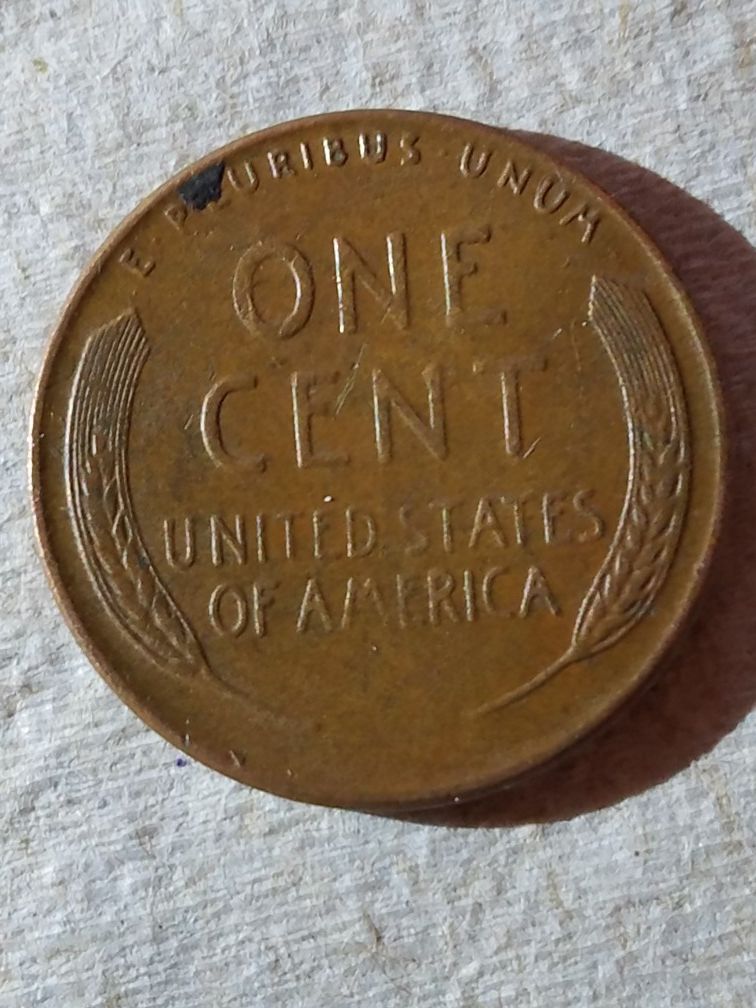 E · PLURIBUS · UNUM
ONE
CENT
UNITED STATES
OF AMERICA